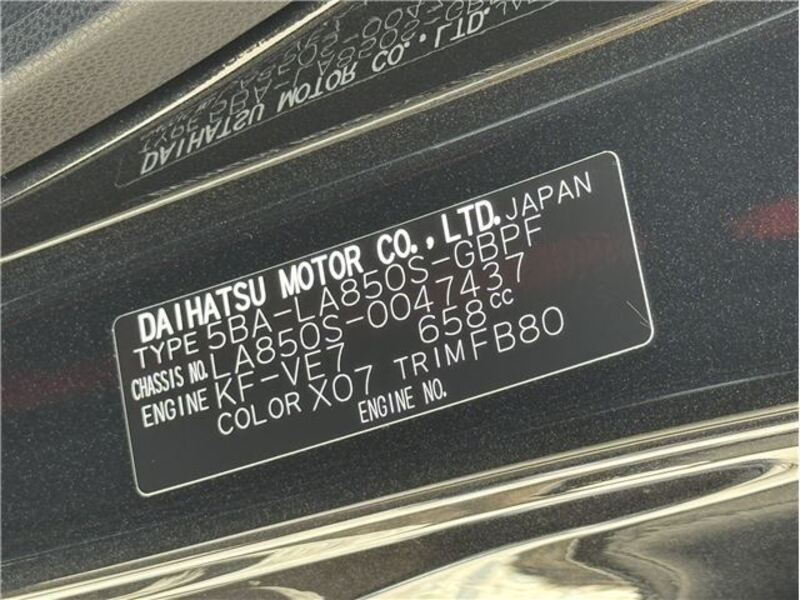 DAIHATSU MOTOR CO., LTD. JAPAN
TYPE 5BA-LA850S-GBPF
CHASSIS NO. LA850S-0047437
ENGINE KF-VE7 658cc
COLOR X07 TRIM FB80
ENGINE NO.